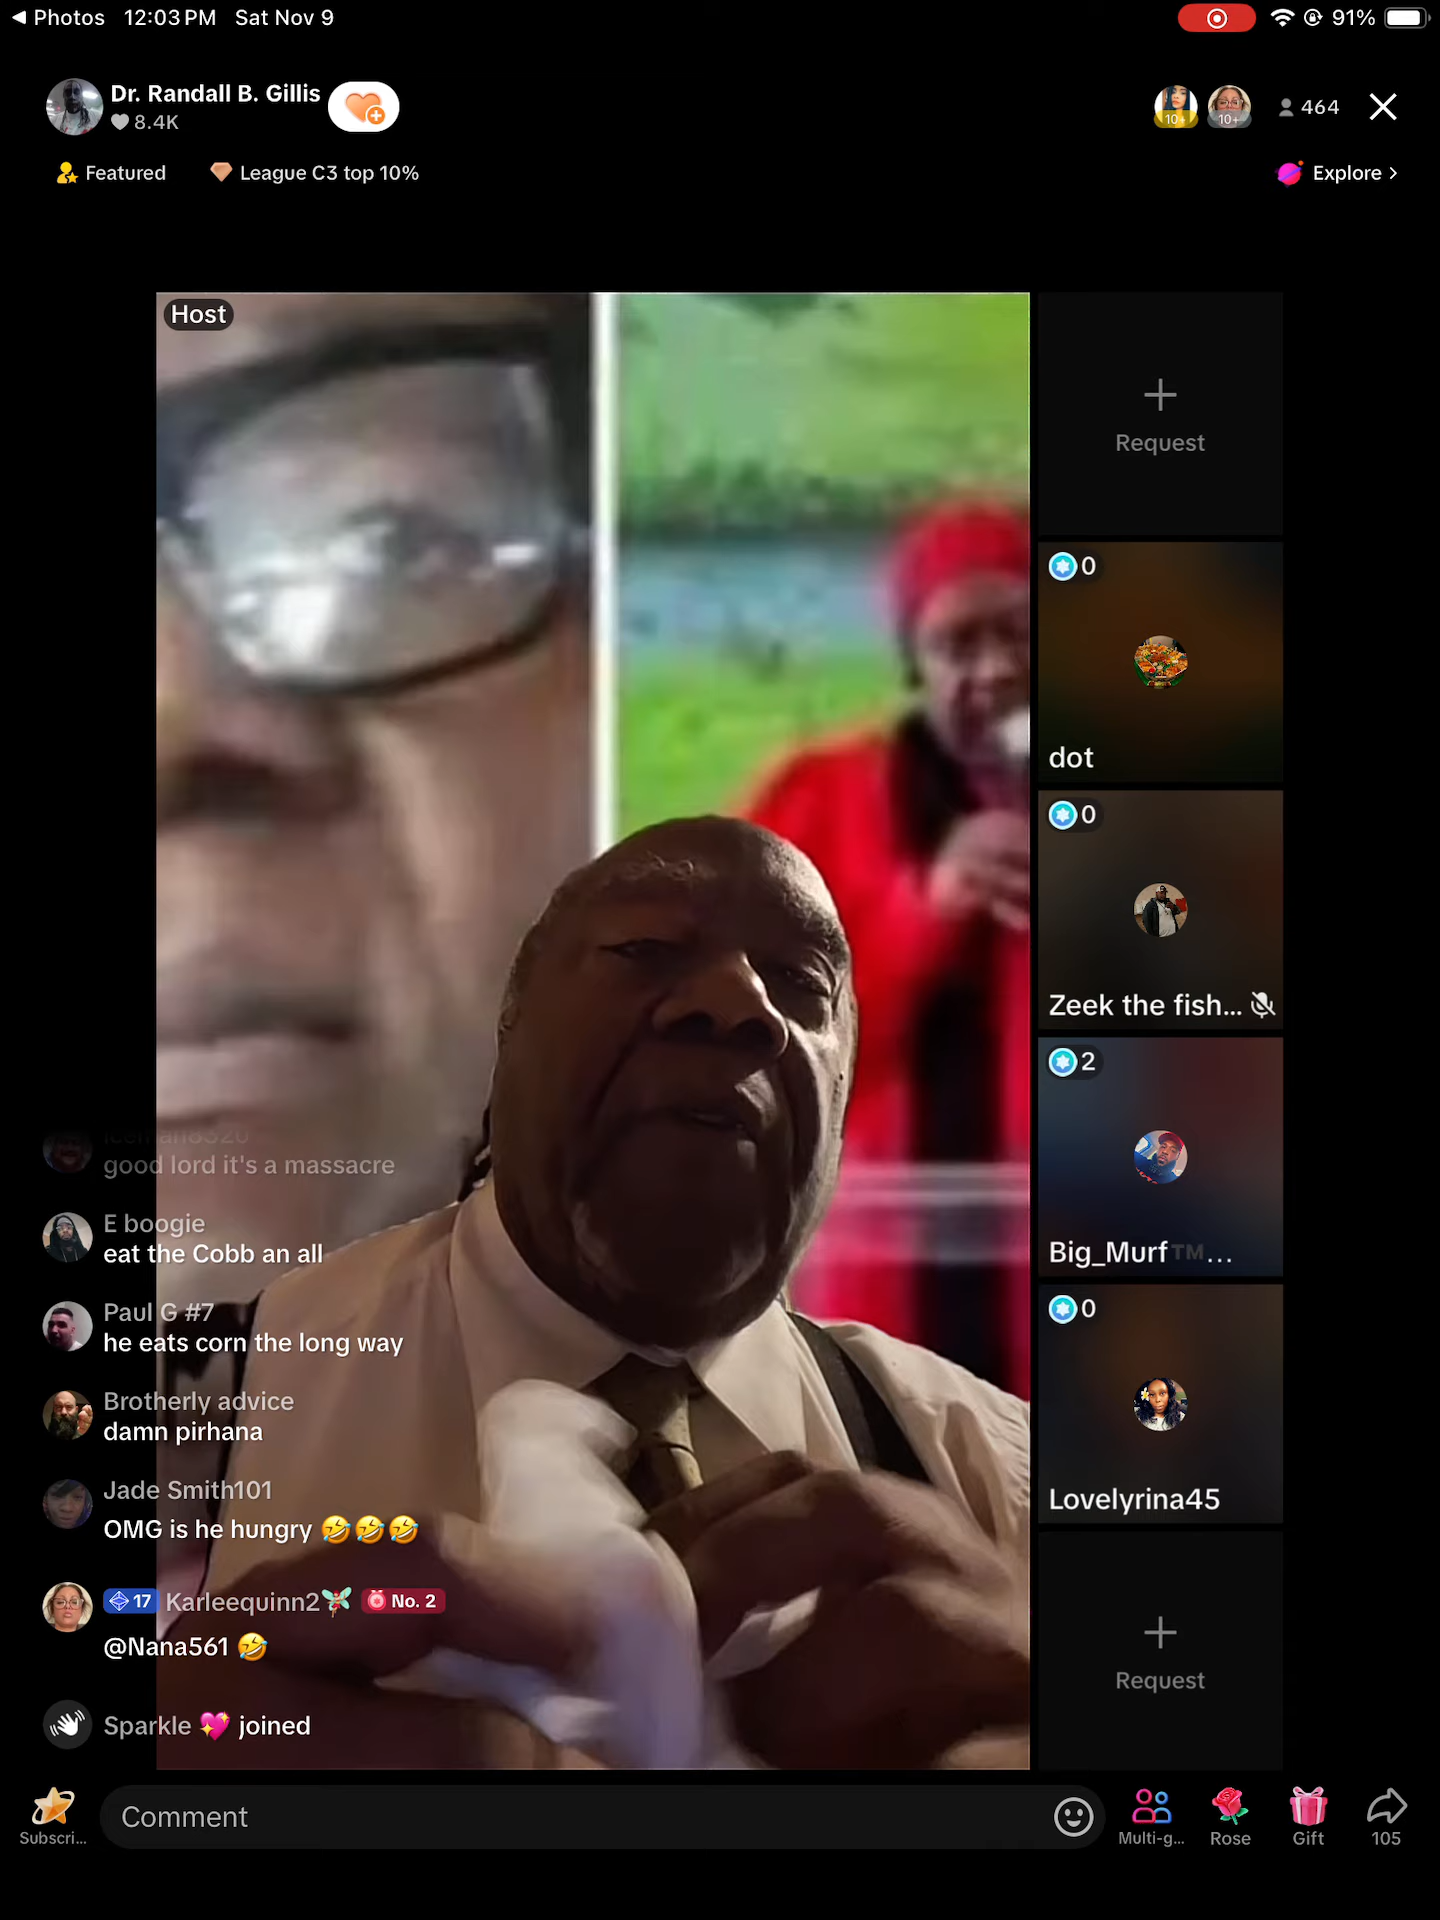 Photos 12:03 PM Sat Nov 9
91%
Dr. Randall B. Gillis
8.4K
10+
10+
464
Featured
League C3 top 10%
Explore
Host
Request
0
dot
0
Zeek the fish...
2
Big_Murf™...
0
Lovelyrina45
Request
iceman8320
good lord it's a massacre
E boogie
eat the Cobb an all
Paul G #7
he eats corn the long way
Brotherly advice
damn pirhana
Jade Smith101
OMG is he hungry 🤣🤣🤣
17 Karleequinn2🧚 No. 2
@Nana561 🤣
Sparkle 💖 joined
Subscri...
Comment
Multi-g...
Rose
Gift
105